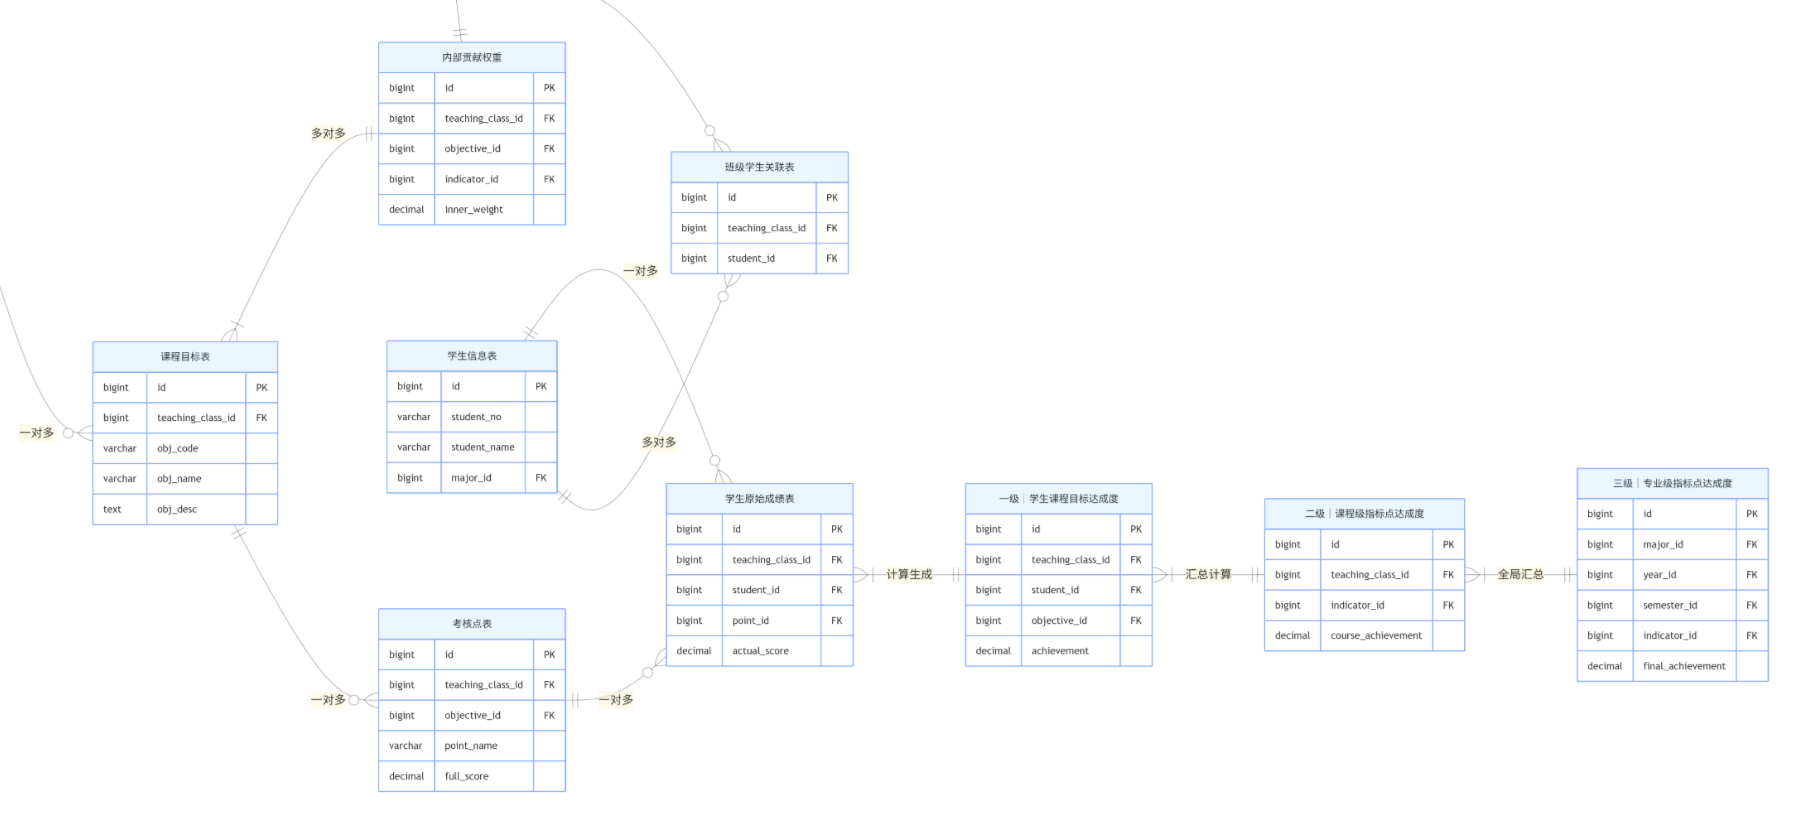 内部贡献权重
bigint id PK
bigint teaching_class_id FK
bigint objective_id FK
bigint indicator_id FK
decimal inner_weight
多对多
班级学生关联表
bigint id PK
bigint teaching_class_id FK
bigint student_id FK
一对多
课程目标表
bigint id PK
bigint teaching_class_id FK
varchar obj_code
varchar obj_name
text obj_desc
一对多
学生信息表
bigint id PK
varchar student_no
varchar student_name
bigint major_id FK
多对多
学生原始成绩表
bigint id PK
bigint teaching_class_id FK
bigint student_id FK
bigint point_id FK
decimal actual_score
计算生成
一级｜学生课程目标达成度
bigint id PK
bigint teaching_class_id FK
bigint student_id FK
bigint objective_id FK
decimal achievement
汇总计算
二级｜课程级指标点达成度
bigint id PK
bigint teaching_class_id FK
bigint indicator_id FK
decimal course_achievement
全局汇总
三级｜专业级指标点达成度
bigint id PK
bigint major_id FK
bigint year_id FK
bigint semester_id FK
bigint indicator_id FK
decimal final_achievement
考核点表
bigint id PK
bigint teaching_class_id FK
bigint objective_id FK
varchar point_name
decimal full_score
一对多
一对多